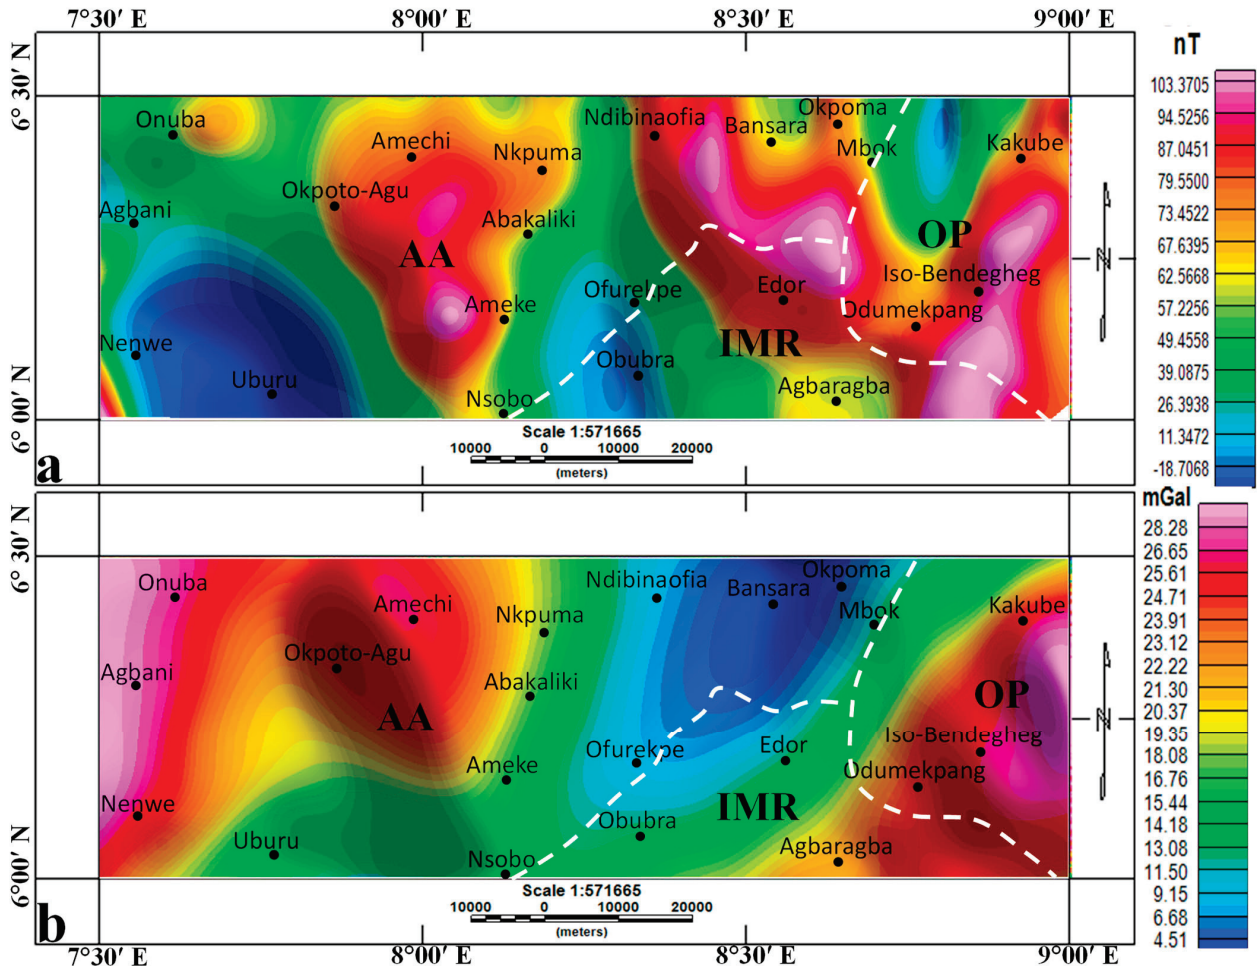 7°30′ E 8°00′ E 8°30′ E 9°00′ E
nT
6°30′ N
6°00′ N
Onuba
Amechi
Nkpuma
Ndibinaofia
Bansara
Okpoma
Mbok
Kakube
Okpoto-Agu
Agbani
Abakaliki
AA
OP
Iso-Bendegheg
Ofurekpe
Edor
Odumekpang
Ameke
IMR
Nenwe
Uburu
Obubra
Agbaragba
Nsobo
Scale 1:571665
10000 0 10000 20000
(meters)
a
N
103.3705
94.5256
87.0451
79.5500
73.4522
67.6395
62.5668
57.2256
49.4558
39.0875
26.3938
11.3472
-18.7068
mGal
6°30′ N
6°00′ N
Onuba
Amechi
Nkpuma
Ndibinaofia
Bansara
Okpoma
Mbok
Kakube
Okpoto-Agu
Agbani
Abakaliki
AA
OP
Iso-Bendegheg
Ofurekpe
Edor
Odumekpang
Ameke
IMR
Nenwe
Uburu
Obubra
Agbaragba
Nsobo
Scale 1:571665
10000 0 10000 20000
(meters)
b
N
28.28
26.65
25.61
24.71
23.91
23.12
22.22
21.30
20.37
19.35
18.08
16.76
15.44
14.18
13.08
11.50
9.15
6.68
4.51
7°30′ E 8°00′ E 8°30′ E 9°00′ E